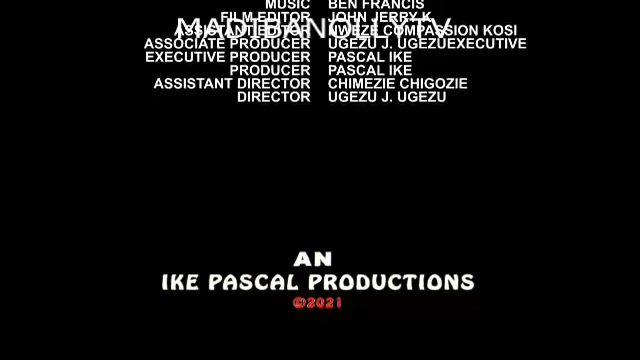 MUSIC BEN FRANCIS
FILM EDITOR JOHN JERRY K.
MADIBANOLLYTV
ASSISTANT EDITOR NWEZE COMPASSION KOSI
ASSOCIATE PRODUCER UGEZU J. UGEZUEXECUTIVE
EXECUTIVE PRODUCER PASCAL IKE
PRODUCER PASCAL IKE
ASSISTANT DIRECTOR CHIMEZIE CHIGOZIE
DIRECTOR UGEZU J. UGEZU
AN
IKE PASCAL PRODUCTIONS
©2021